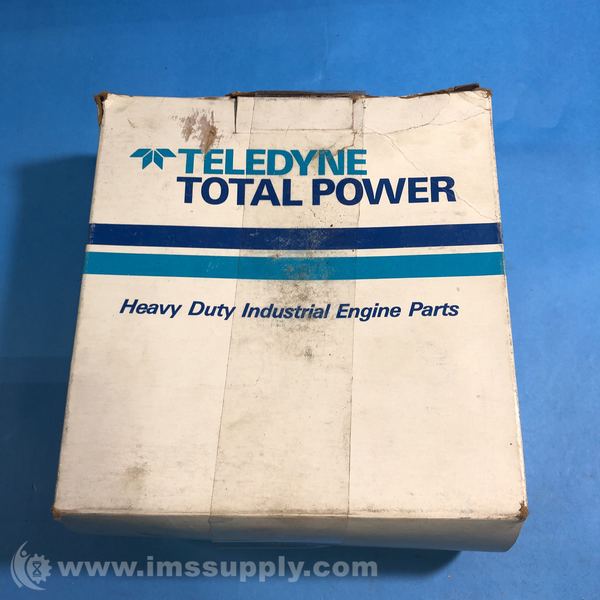 TELEDYNE
TOTAL POWER
Heavy Duty Industrial Engine Parts
www.imssupply.com